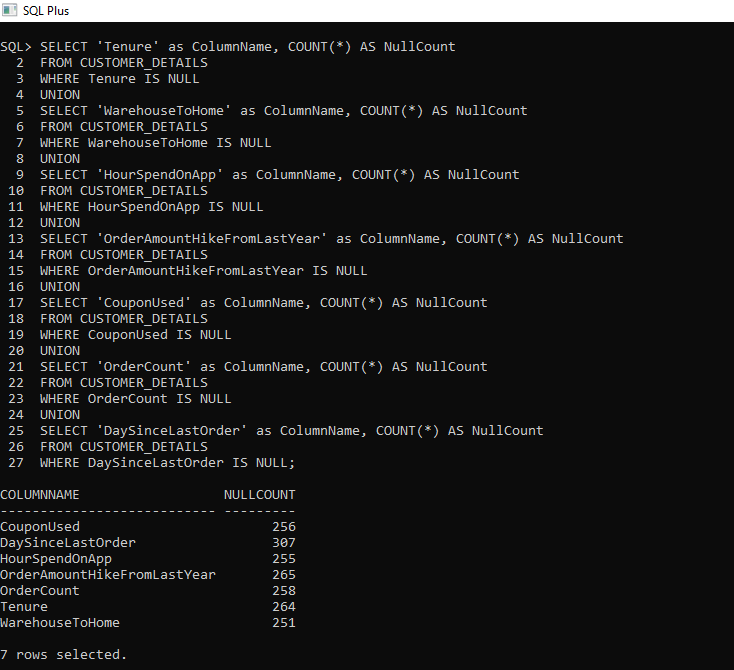 SQL Plus
SQL> SELECT 'Tenure' as ColumnName, COUNT(*) AS NullCount
  2  FROM CUSTOMER_DETAILS
  3  WHERE Tenure IS NULL
  4  UNION
  5  SELECT 'WarehouseToHome' as ColumnName, COUNT(*) AS NullCount
  6  FROM CUSTOMER_DETAILS
  7  WHERE WarehouseToHome IS NULL
  8  UNION
  9  SELECT 'HourSpendOnApp' as ColumnName, COUNT(*) AS NullCount
 10  FROM CUSTOMER_DETAILS
 11  WHERE HourSpendOnApp IS NULL
 12  UNION
 13  SELECT 'OrderAmountHikeFromLastYear' as ColumnName, COUNT(*) AS NullCount
 14  FROM CUSTOMER_DETAILS
 15  WHERE OrderAmountHikeFromLastYear IS NULL
 16  UNION
 17  SELECT 'CouponUsed' as ColumnName, COUNT(*) AS NullCount
 18  FROM CUSTOMER_DETAILS
 19  WHERE CouponUsed IS NULL
 20  UNION
 21  SELECT 'OrderCount' as ColumnName, COUNT(*) AS NullCount
 22  FROM CUSTOMER_DETAILS
 23  WHERE OrderCount IS NULL
 24  UNION
 25  SELECT 'DaySinceLastOrder' as ColumnName, COUNT(*) AS NullCount
 26  FROM CUSTOMER_DETAILS
 27  WHERE DaySinceLastOrder IS NULL;
COLUMNNAME                  NULLCOUNT
--------------------------- ---------
CouponUsed                        256
DaySinceLastOrder                 307
HourSpendOnApp                    255
OrderAmountHikeFromLastYear       265
OrderCount                        258
Tenure                            264
WarehouseToHome                   251
7 rows selected.